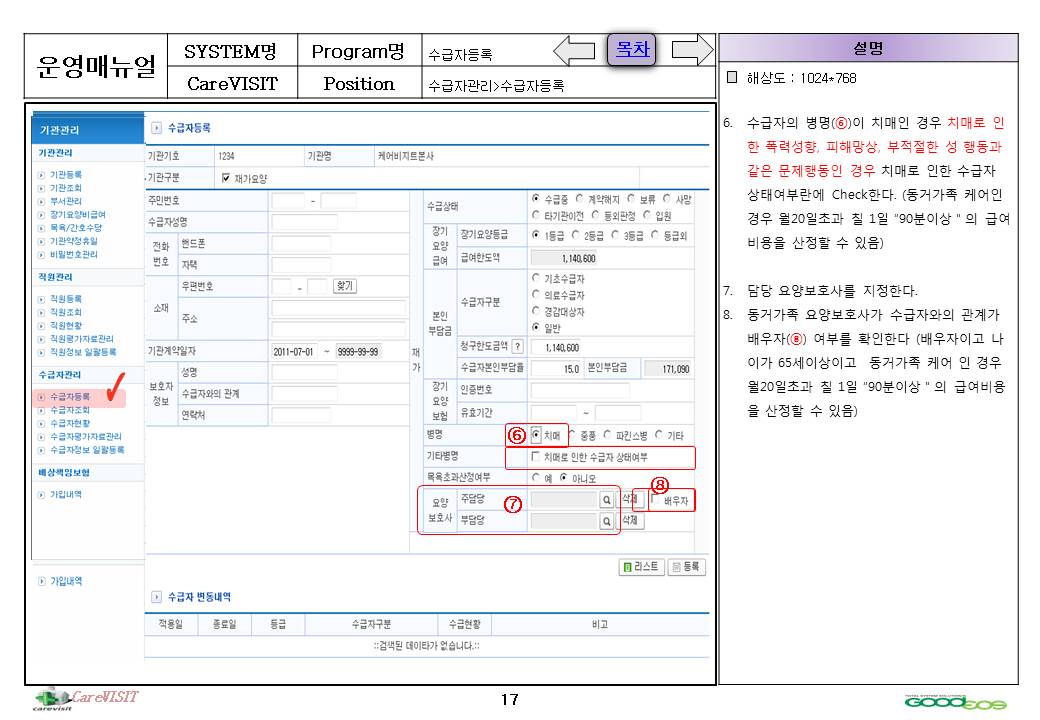 운영매뉴얼
SYSTEM명
Program명
수급자등록
목차
설명
CareVISIT
Position
수급자관리>수급자등록
해상도 : 1024*768
6. 수급자의 병명(⑥)이 치매인 경우 치매로 인
한 폭력성향, 피해망상, 부적절한 성 행동과
같은 문제행동인 경우 치매로 인한 수급자
상태여부란에 Check한다. (동거가족 케어인
경우 월20일초과 칠 1일 "90분이상 " 의 급여
비용을 산정할 수 있음)
7. 담당 요양보호사를 지정한다.
8. 동거가족 요양보호사가 수급자와의 관계가
배우자(⑧) 여부를 확인한다 (배우자이고 나
이가 65세이상이고 동거가족 케어 인 경우
월20일초과 칠 1일 "90분이상 " 의 급여비용
을 산정할 수 있음)
기관관리
기관관리
기관등록
기관조회
부서관리
장기요양비급여
목욕/간호수당
기관약정휴일
비밀번호관리
직원관리
직원등록
직원조회
직원현황
직원평가자료관리
직원정보 일괄등록
수급자관리
수급자등록
수급자조회
수급자현황
수급자평가자료관리
수급자정보 일괄등록
배상책임보험
가입내역
가입내역
수급자등록
기관기호 1234 기관명 케어비지트본사
기관구분 재가요양
주민번호 -
수급자성명
전화번호 핸드폰
자택
소재 우편번호 - 찾기
주소
기관계약일자 2011-07-01 ~ 9999-99-99
보호자정보 성명
수급자와의 관계
연락처
재가
수급상태 수급중 계약해지 보류 사망
타기관이전 등외판정 입원
장기요양급여 장기요양등급 1등급 2등급 3등급 등급외
급여한도액 1,140,600
본인부담금 수급자구분 기초수급자
의료수급자
경감대상자
일반
청구한도금액 ? 1,140,600
수급자본인부담율 15.0 본인부담금 171,090
장기요양보험 인증번호
유효기간 ~
병명 ⑥ 치매 중풍 파킨스병 기타
기타병명 치매로 인한 수급자 상태여부
목욕초과산정여부 예 아니오
⑧
요양보호사 주담당 ⑦ 삭제 배우자
부담당 삭제
리스트 등록
수급자 변동내역
적용일 종료일 등급 수급자구분 수급현황 비고
::검색된 데이타가 없습니다.::
CareVISIT
carevisit
17
TOTAL SYSTEM SOLUTION
GOODEOS